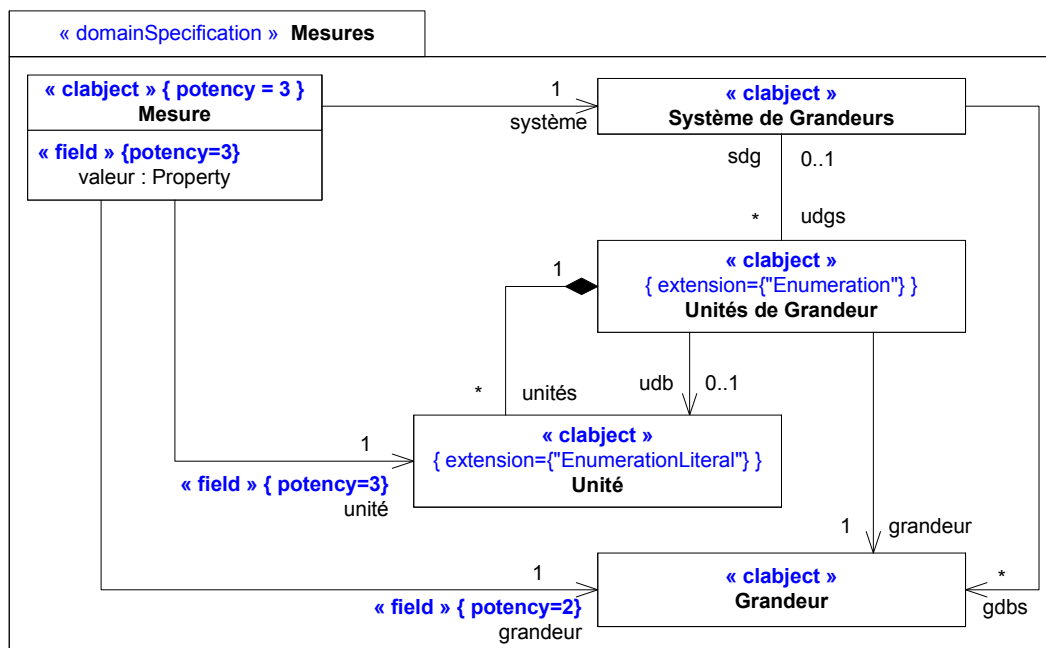 « domainSpecification » Mesures
« clabject » { potency = 3 }
Mesure
« field » {potency=3}
valeur : Property
1
système
« clabject »
Système de Grandeurs
sdg
0..1
*
udgs
« clabject »
{ extension={"Enumeration"} }
Unités de Grandeur
1
*
unités
udb
0..1
« clabject »
{ extension={"EnumerationLiteral"} }
Unité
1
« field » { potency=3}
unité
1
grandeur
« clabject »
Grandeur
1
« field » { potency=2}
grandeur
*
gdbs